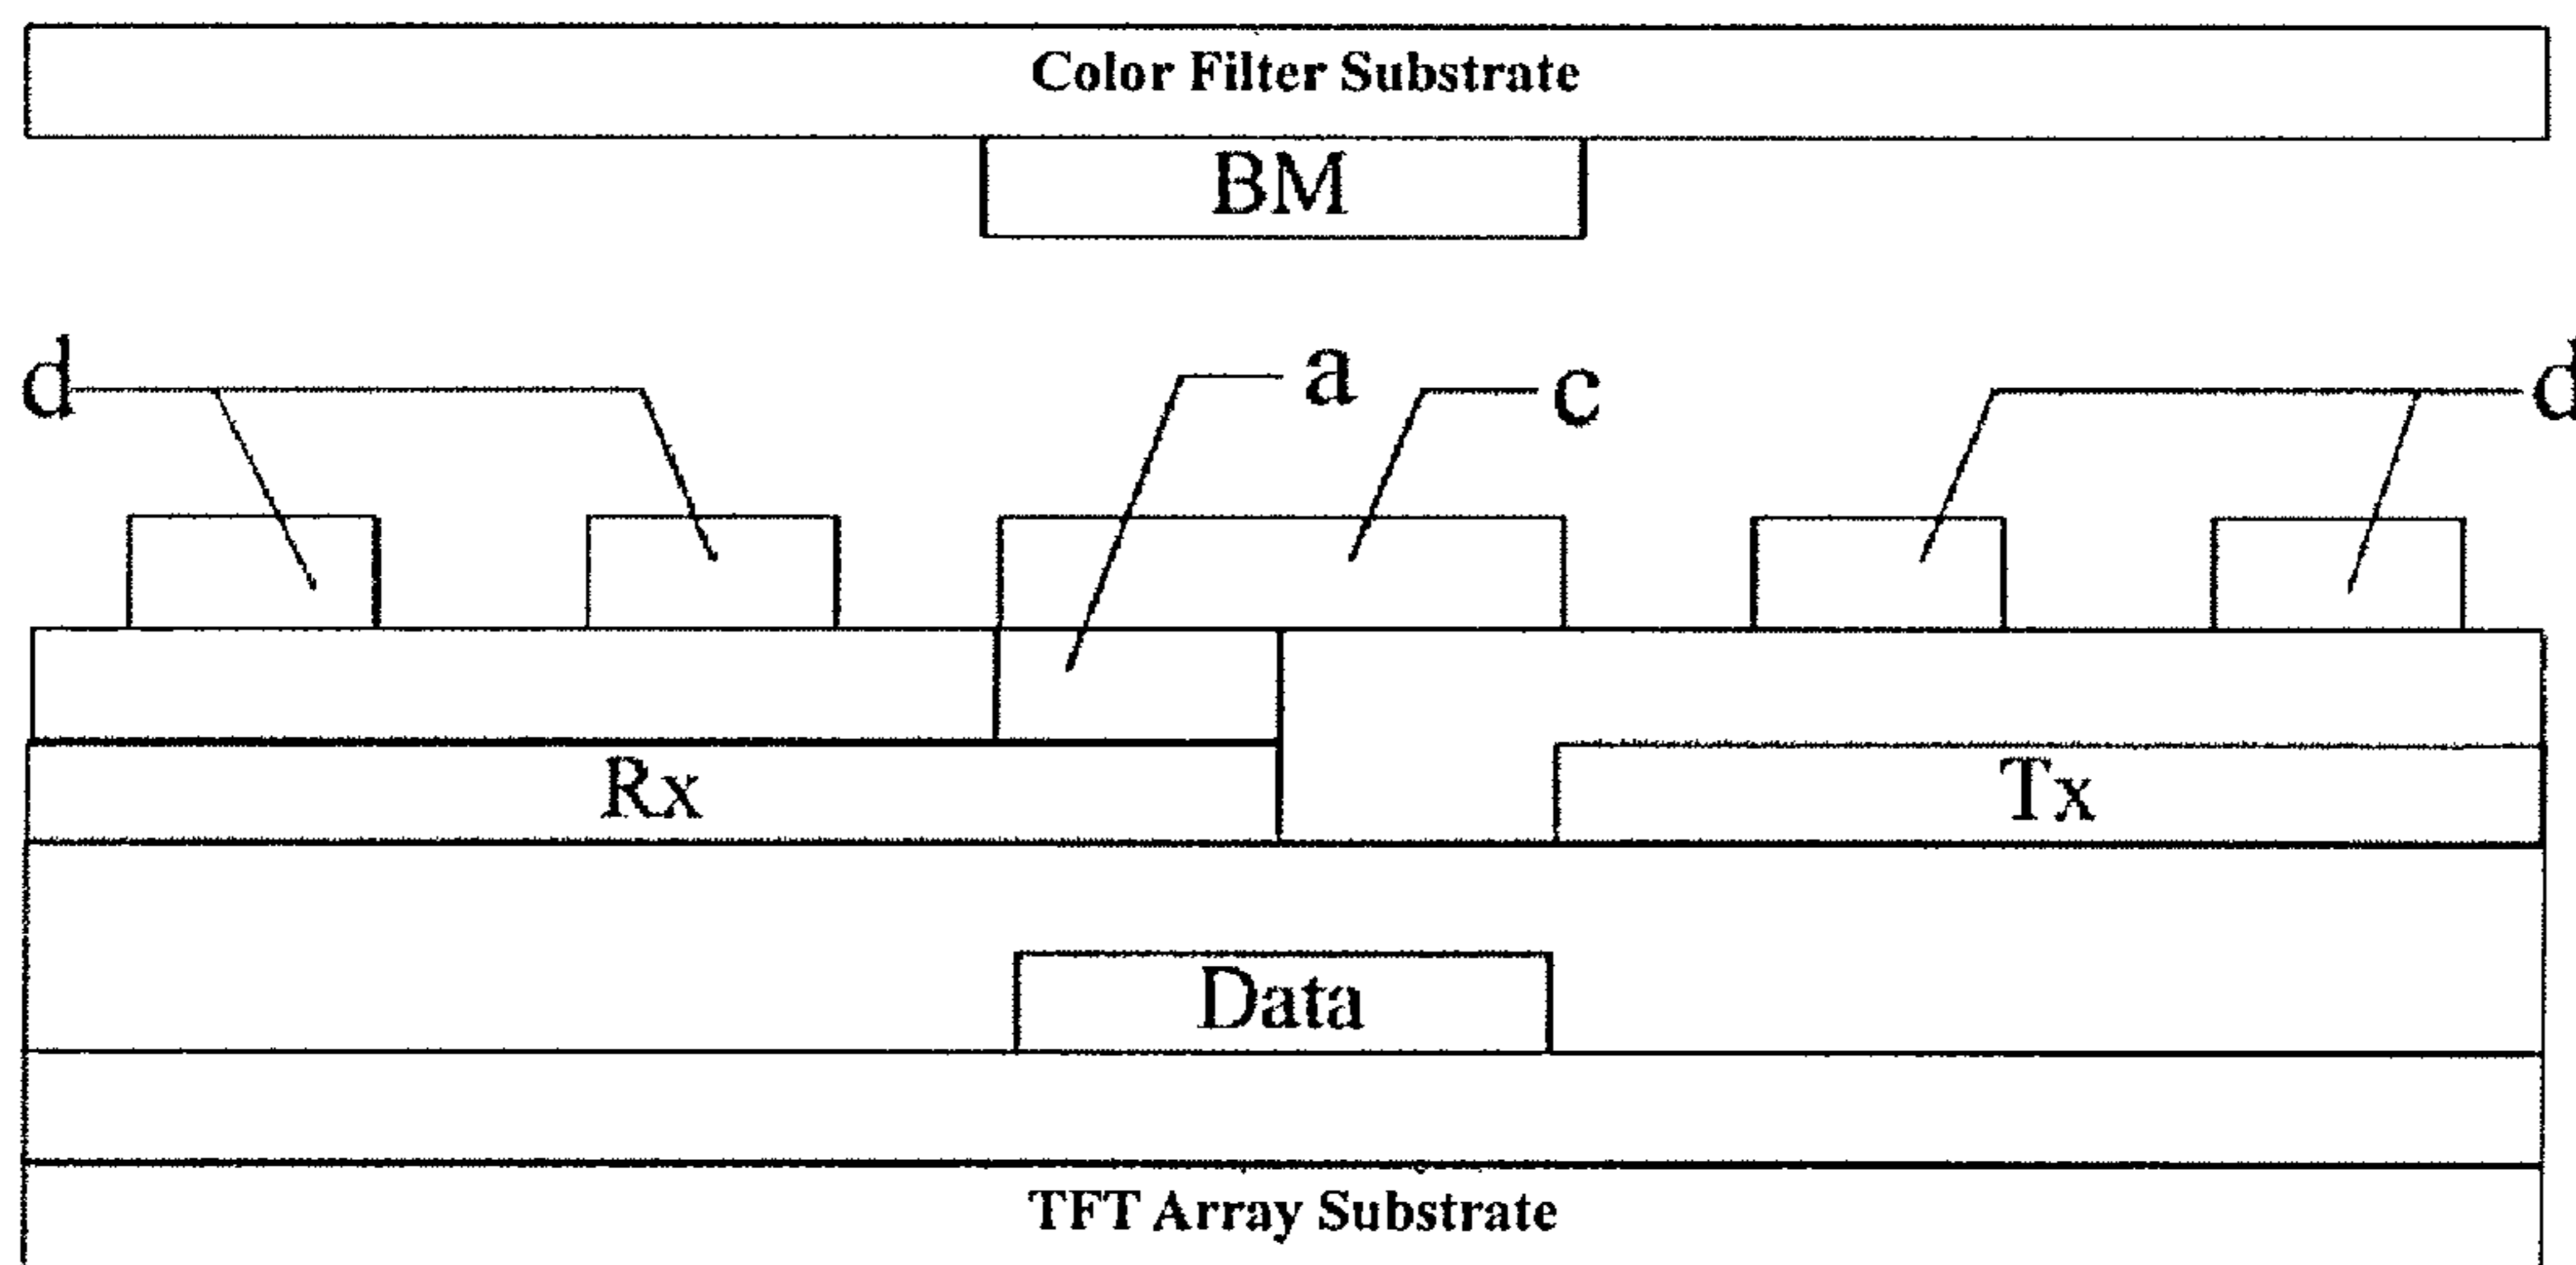 Color Filter Substrate
BM
d
a
c
d
Rx
Tx
Data
TFT Array Substrate